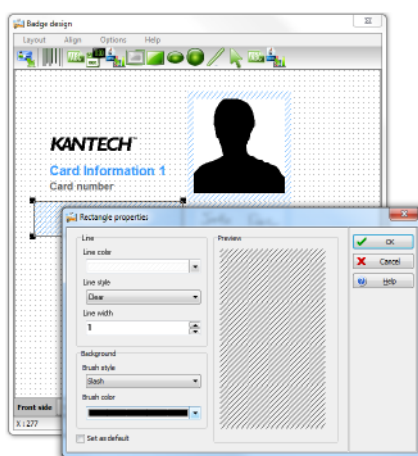 Badge design
Layout Align Options Help
KANTECH
Card Information 1
Card number
Rectangle properties
Line
Line color
Line style
Clear
Line width
1
Background
Brush style
Slash
Brush color
Set as default
Preview
OK
Cancel
Help
Front side
X : 277